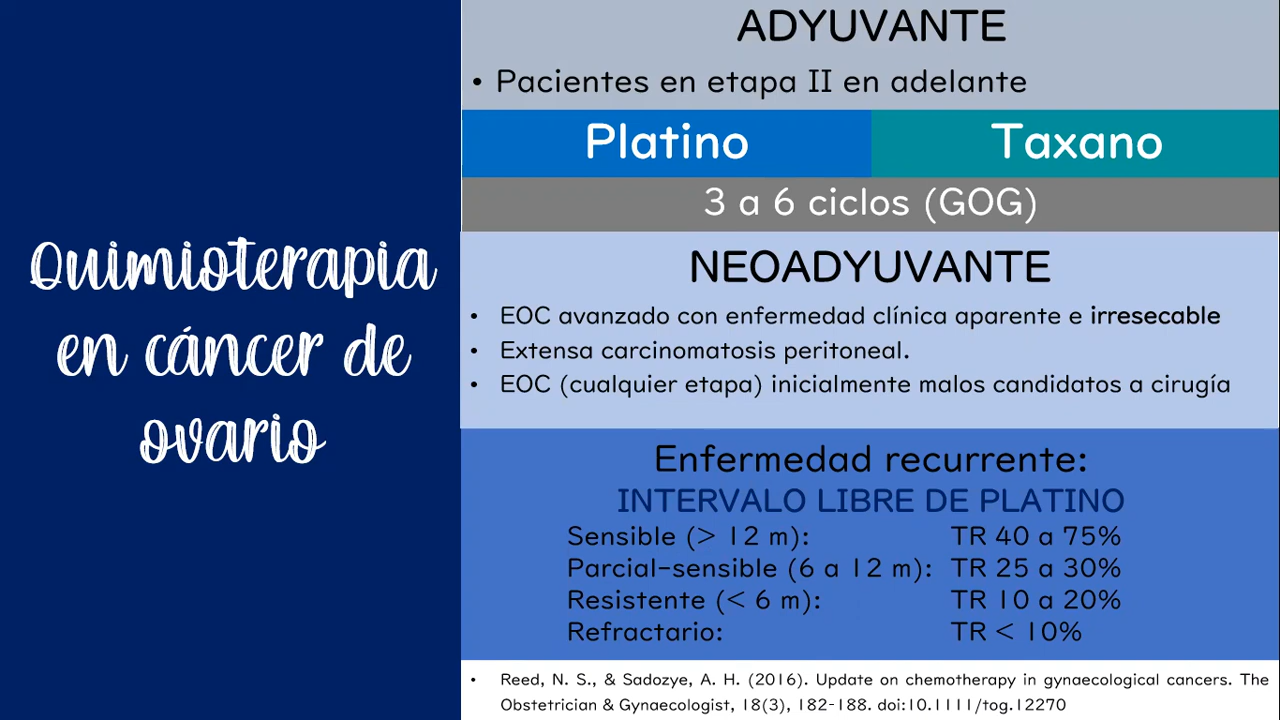 Quimioterapia
en cáncer de
ovario
ADYUVANTE
• Pacientes en etapa II en adelante
Platino
Taxano
3 a 6 ciclos (GOG)
NEOADYUVANTE
• EOC avanzado con enfermedad clínica aparente e irresecable
• Extensa carcinomatosis peritoneal.
• EOC (cualquier etapa) inicialmente malos candidatos a cirugía
Enfermedad recurrente:
INTERVALO LIBRE DE PLATINO
Sensible (> 12 m): TR 40 a 75%
Parcial-sensible (6 a 12 m): TR 25 a 30%
Resistente (< 6 m): TR 10 a 20%
Refractario: TR < 10%
• Reed, N. S., & Sadozye, A. H. (2016). Update on chemotherapy in gynaecological cancers. The
Obstetrician & Gynaecologist, 18(3), 182-188. doi:10.1111/tog.12270